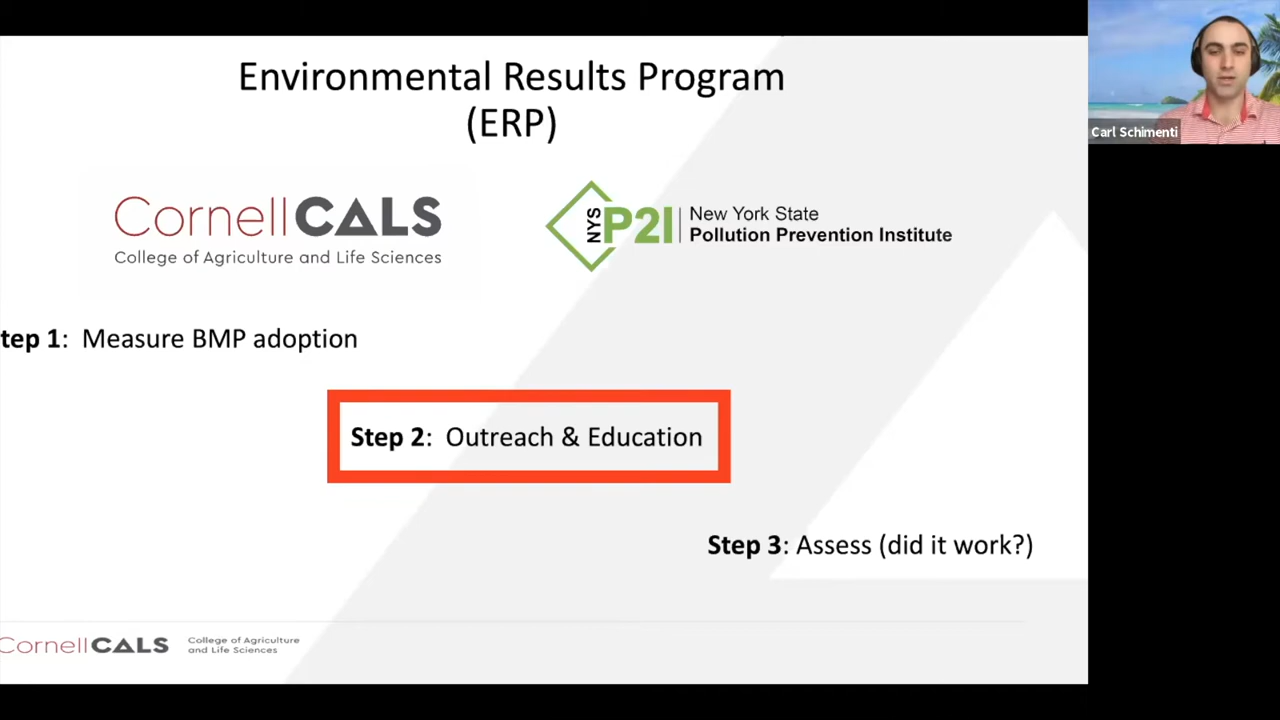 Environmental Results Program
(ERP)
CornellCALS
College of Agriculture and Life Sciences
NYS P2I
New York State
Pollution Prevention Institute
Carl Schimenti
tep 1: Measure BMP adoption
Step 2: Outreach & Education
Step 3: Assess (did it work?)
CornellCALS
College of Agriculture
and Life Sciences